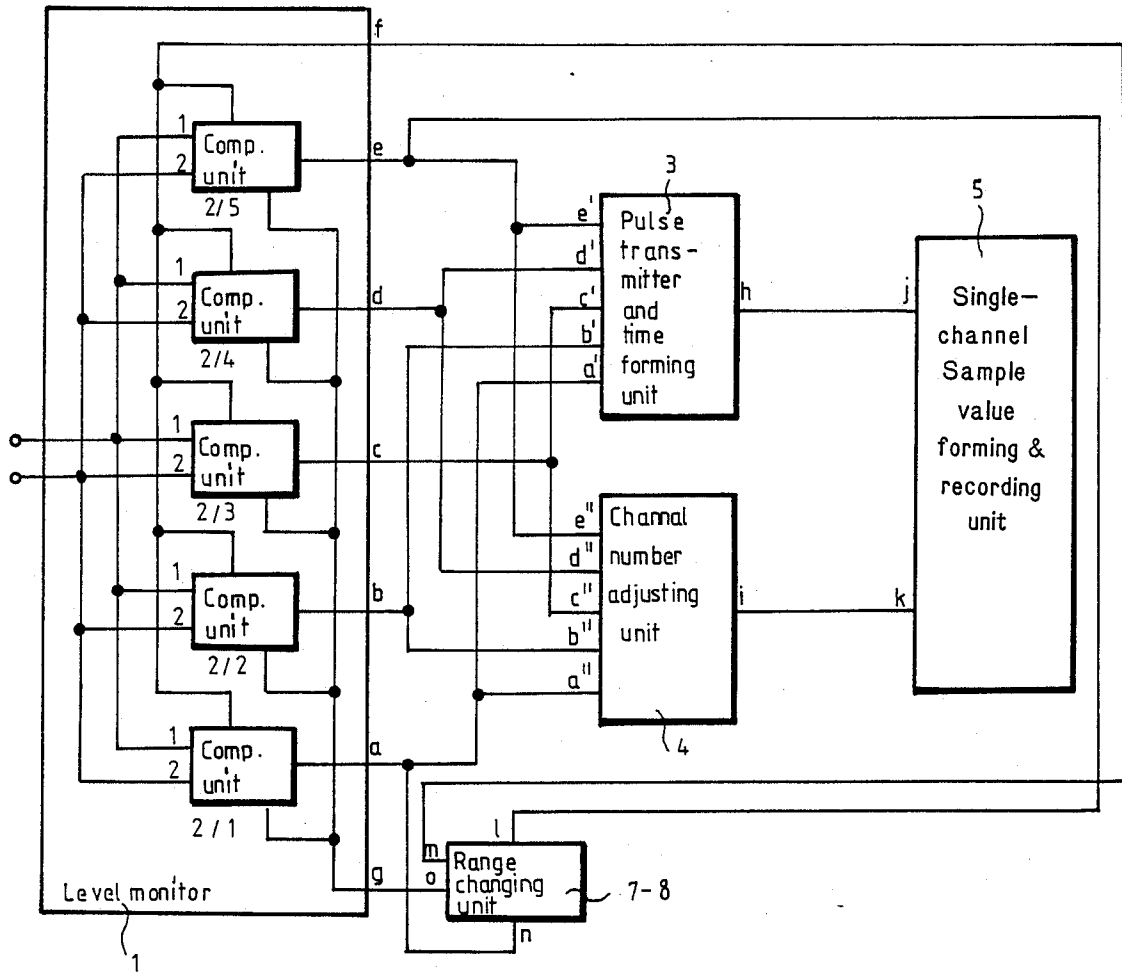 f
1
2
Comp.
unit
2/5
e
1
2
Comp.
unit
2/4
d
1
2
Comp.
unit
2/3
c
1
2
Comp.
unit
2/2
b
1
2
Comp.
unit
2/1
a
g
Level monitor
1
3
e'
d'
c'
b'
a'
Pulse
trans-
mitter
and
time
forming
unit
h
e"
d"
c"
b"
a"
Channal
number
adjusting
unit
i
4
5
j
k
Single-
channel
Sample
value
forming &
recording
unit
l
m
o
n
Range
changing
unit
7-8